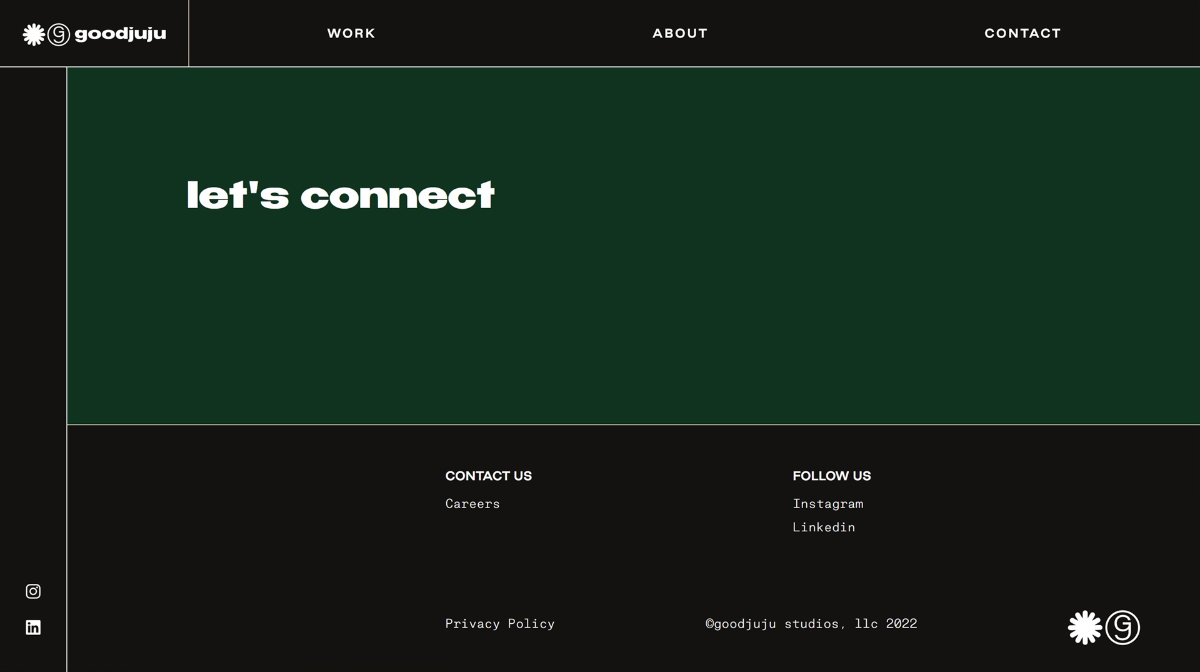 goodjuju
WORK
ABOUT
CONTACT
let's connect
CONTACT US
Careers
FOLLOW US
Instagram
Linkedin
Privacy Policy
©goodjuju studios, llc 2022